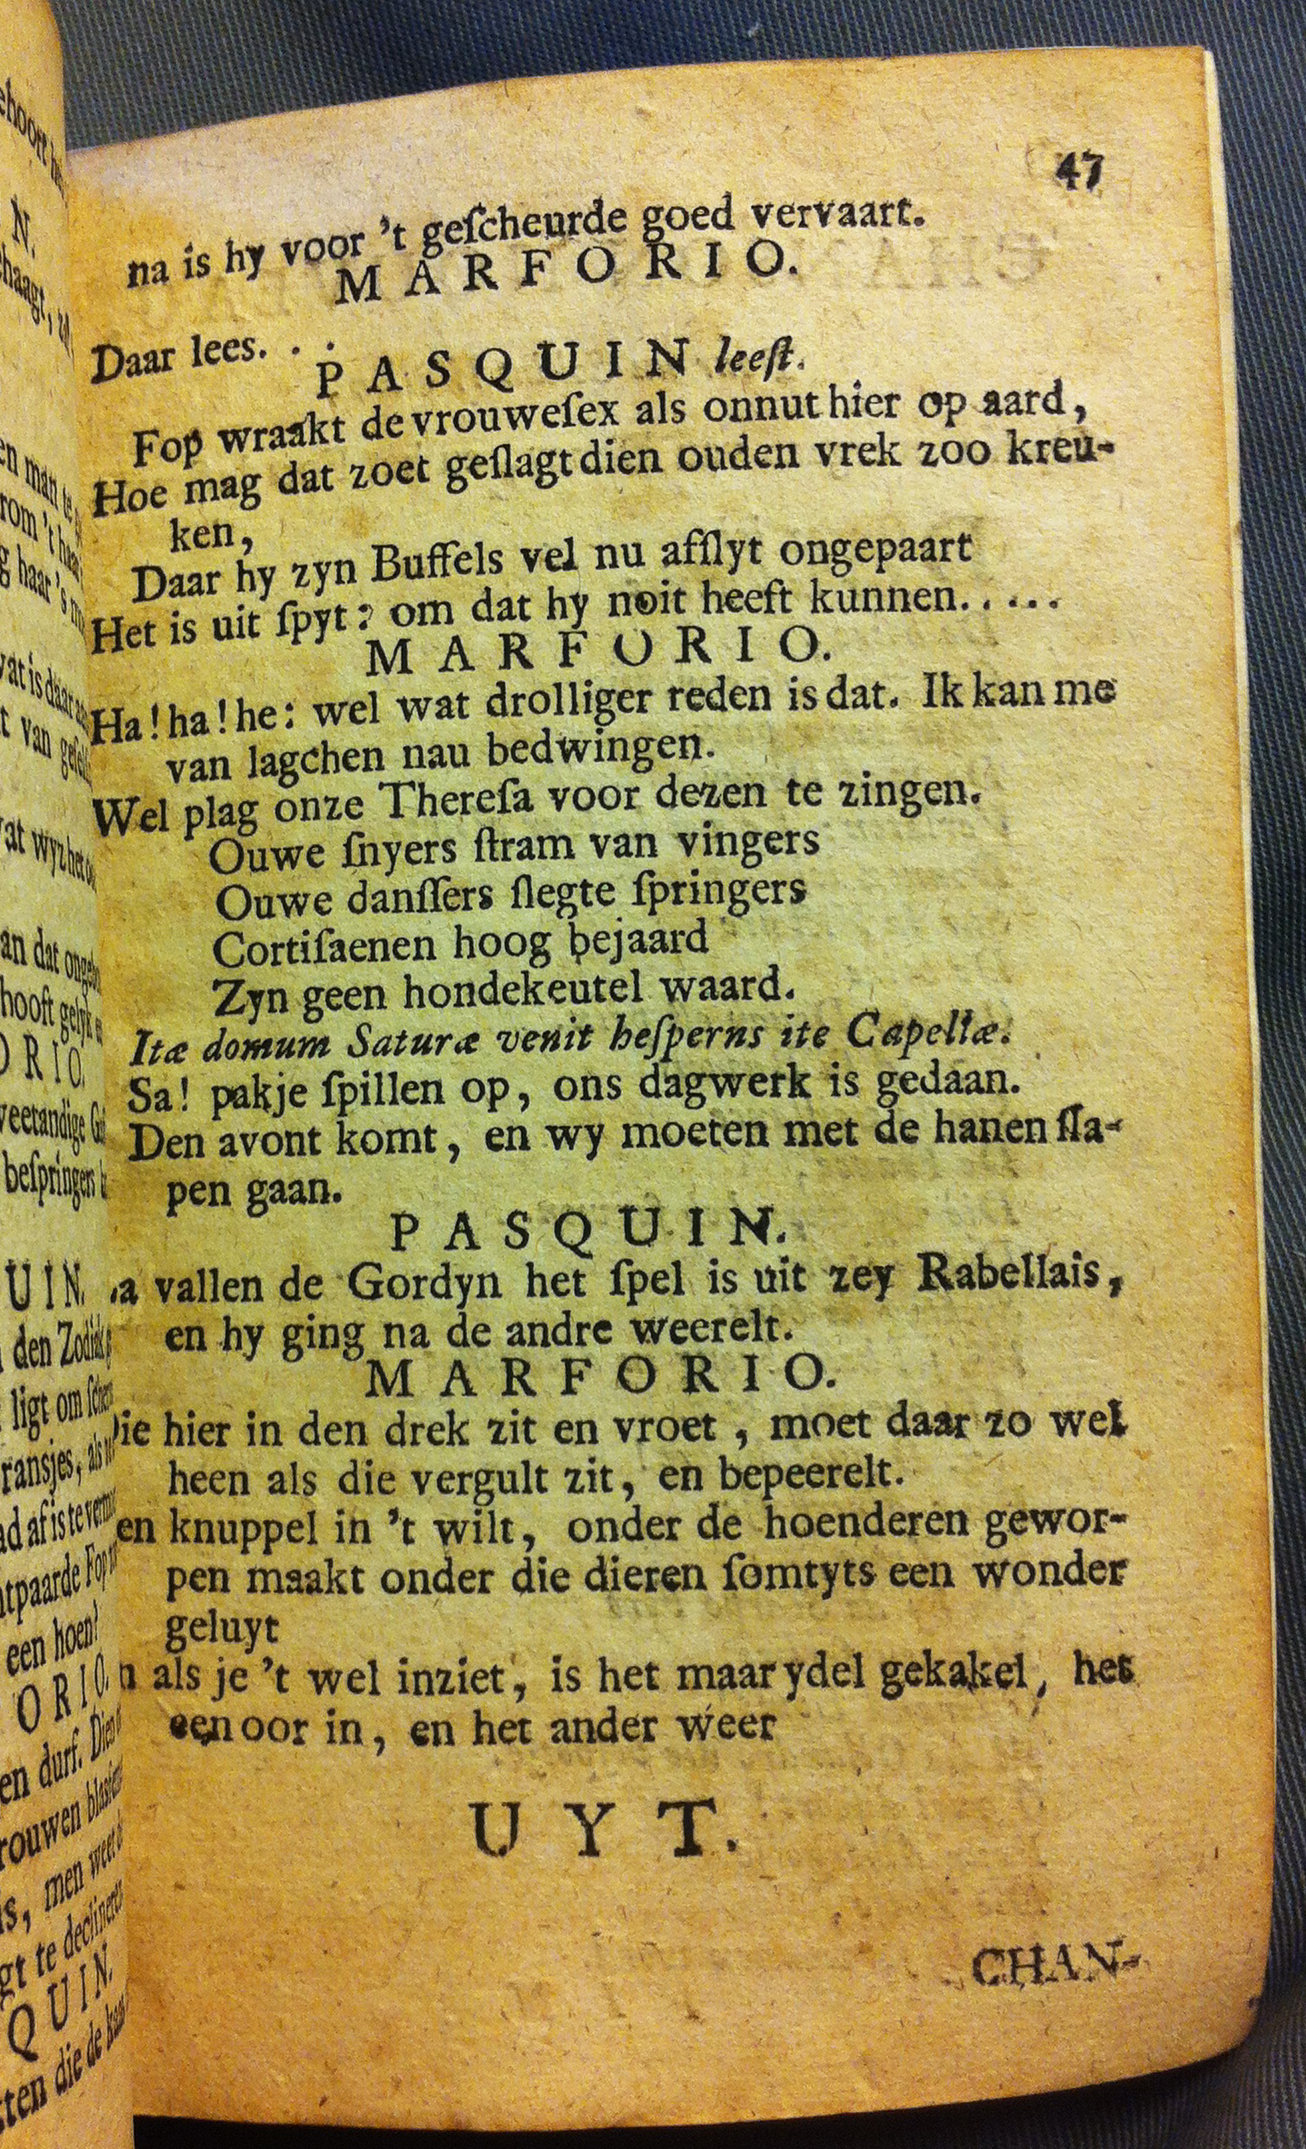 47
na is hy voor 't geſcheurde goed vervaart.
MARFORIO.
Daar lees. . .
PASQUIN leeſt.
Fop wraakt de vrouweſex als onnut hier op aard,
Hoe mag dat zoet geſlagt dien ouden vrek zoo kreu-
ken,
Daar hy zyn Buffels vel nu afſlyt ongepaart
Het is uit ſpyt? om dat hy noit heeft kunnen. . . . .
MARFORIO.
Ha! ha! he: wel wat drolliger reden is dat. Ik kan me
van lagchen nau bedwingen.
Wel plag onze Thereſa voor dezen te zingen.
Ouwe ſnyers ſtram van vingers
Ouwe danſſers ſlegte ſpringers
Cortiſaenen hoog bejaard
Zyn geen hondekeutel waard.
Itæ domum Saturæ venit heſperns ite Capellæ.
Sa! pakje ſpillen op, ons dagwerk is gedaan.
Den avont komt, en wy moeten met de hanen ſla-
pen gaan.
PASQUIN.
a vallen de Gordyn het ſpel is uit zey Rabellais,
en hy ging na de andre weerelt.
MARFORIO.
ie hier in den drek zit en vroet, moet daar zo wel
heen als die vergult zit, en bepeerelt.
en knuppel in 't wilt, onder de hoenderen gewor-
pen maakt onder die dieren ſomtyts een wonder
geluyt
n als je 't wel inziet, is het maar ydel gekakel, het
een oor in, en het ander weer
UYT.
CHAN-